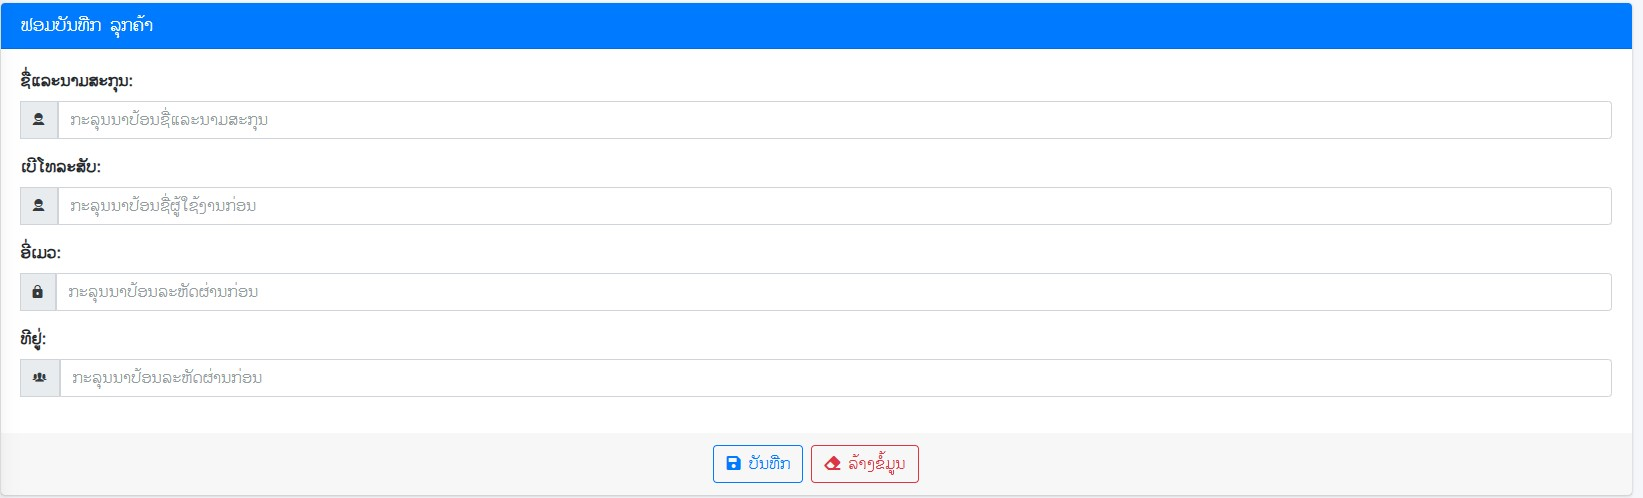 ຟອມບັນທຶກ ລຸກຄ້າ
ຊື່ແລະນາມສະກຸນ:
ກະລຸນນາປ້ອນຊື່ແລະນາມສະກຸນ
ເບີໂທລະສັບ:
ກະລຸນນາປ້ອນຊື່ຜູ້ໃຊ້ງານກ່ອນ
ອີ່ເມວ:
ກະລຸນນາປ້ອນລະຫັດຜ່ານກ່ອນ
ທີຢູ່:
ກະລຸນນາປ້ອນລະຫັດຜ່ານກ່ອນ
ບັນທຶກ
ລ້າງຂໍ້ມູນ